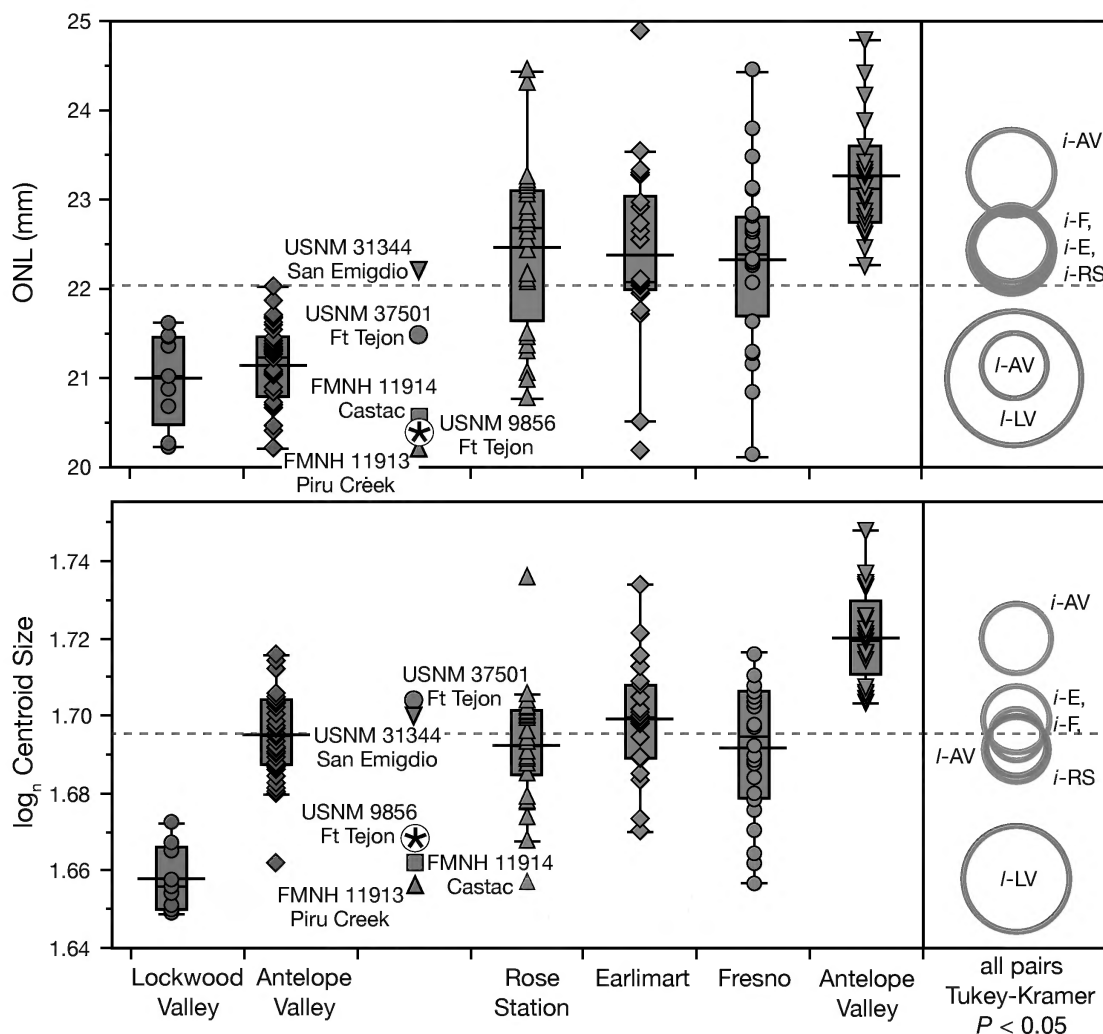 25
24
23
22
21
20
ONL (mm)
USNM 31344
San Emigdio
USNM 37501
Ft Tejon
FMNH 11914
Castac
USNM 9856
Ft Tejon
FMNH 11913
Piru Creek
i-AV
i-F,
i-E,
i-RS
l-AV
l-LV
1.74
1.72
1.70
1.68
1.66
1.64
logn Centroid Size
USNM 37501
Ft Tejon
USNM 31344
San Emigdio
USNM 9856
Ft Tejon
FMNH 11914
Castac
FMNH 11913
Piru Creek
i-AV
i-E,
i-F,
l-AV
i-RS
l-LV
Lockwood
Valley
Antelope
Valley
Rose
Station
Earlimart
Fresno
Antelope
Valley
all pairs
Tukey-Kramer
P < 0.05